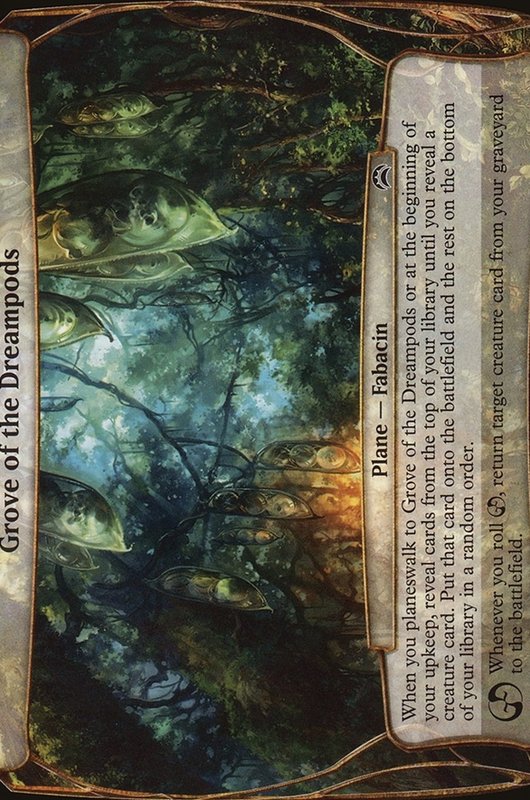 Grove of the Dreampods
Plane — Fabacin
When you planeswalk to Grove of the Dreampods or at the beginning of
your upkeep, reveal cards from the top of your library until you reveal a
creature card. Put that card onto the battlefield and the rest on the bottom
of your library in a random order.
Whenever you roll , return target creature card from your graveyard
to the battlefield.